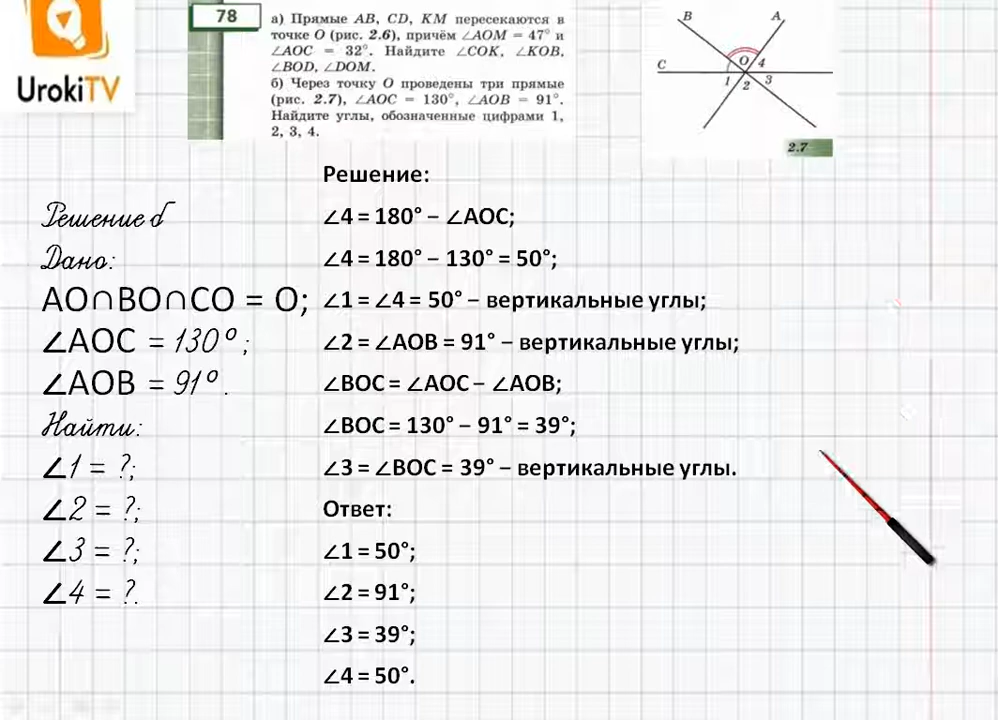 UrokiTV
78
а) Прямые AB, CD, KM пересекаются в
точке O (рис. 2.6), причём ∠AOM = 47° и
∠AOC = 32°. Найдите ∠COK, ∠KOB,
∠BOD, ∠DOM.
б) Через точку O проведены три прямые
(рис. 2.7), ∠AOC = 130°, ∠AOB = 91°.
Найдите углы, обозначенные цифрами 1,
2, 3, 4.
B
A
C
O
4
1
2
3
2.7
Решение б
Дано:
AO∩BO∩CO = O;
∠AOC = 130°;
∠AOB = 91°.
Найти:
∠1 = ?;
∠2 = ?;
∠3 = ?;
∠4 = ?.
Решение:
∠4 = 180° – ∠AOC;
∠4 = 180° – 130° = 50°;
∠1 = ∠4 = 50° – вертикальные углы;
∠2 = ∠AOB = 91° – вертикальные углы;
∠BOC = ∠AOC – ∠AOB;
∠BOC = 130° – 91° = 39°;
∠3 = ∠BOC = 39° – вертикальные углы.
Ответ:
∠1 = 50°;
∠2 = 91°;
∠3 = 39°;
∠4 = 50°.